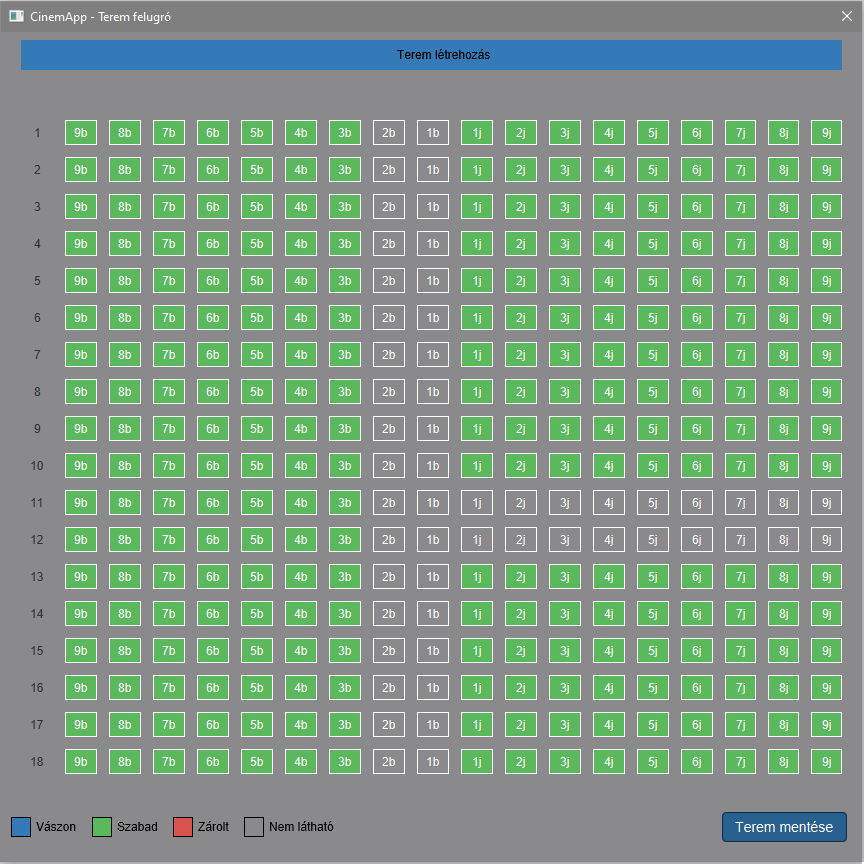 CinemApp - Terem felugró
Terem létrehozás
1 9b 8b 7b 6b 5b 4b 3b 2b 1b 1j 2j 3j 4j 5j 6j 7j 8j 9j
2 9b 8b 7b 6b 5b 4b 3b 2b 1b 1j 2j 3j 4j 5j 6j 7j 8j 9j
3 9b 8b 7b 6b 5b 4b 3b 2b 1b 1j 2j 3j 4j 5j 6j 7j 8j 9j
4 9b 8b 7b 6b 5b 4b 3b 2b 1b 1j 2j 3j 4j 5j 6j 7j 8j 9j
5 9b 8b 7b 6b 5b 4b 3b 2b 1b 1j 2j 3j 4j 5j 6j 7j 8j 9j
6 9b 8b 7b 6b 5b 4b 3b 2b 1b 1j 2j 3j 4j 5j 6j 7j 8j 9j
7 9b 8b 7b 6b 5b 4b 3b 2b 1b 1j 2j 3j 4j 5j 6j 7j 8j 9j
8 9b 8b 7b 6b 5b 4b 3b 2b 1b 1j 2j 3j 4j 5j 6j 7j 8j 9j
9 9b 8b 7b 6b 5b 4b 3b 2b 1b 1j 2j 3j 4j 5j 6j 7j 8j 9j
10 9b 8b 7b 6b 5b 4b 3b 2b 1b 1j 2j 3j 4j 5j 6j 7j 8j 9j
11 9b 8b 7b 6b 5b 4b 3b 2b 1b 1j 2j 3j 4j 5j 6j 7j 8j 9j
12 9b 8b 7b 6b 5b 4b 3b 2b 1b 1j 2j 3j 4j 5j 6j 7j 8j 9j
13 9b 8b 7b 6b 5b 4b 3b 2b 1b 1j 2j 3j 4j 5j 6j 7j 8j 9j
14 9b 8b 7b 6b 5b 4b 3b 2b 1b 1j 2j 3j 4j 5j 6j 7j 8j 9j
15 9b 8b 7b 6b 5b 4b 3b 2b 1b 1j 2j 3j 4j 5j 6j 7j 8j 9j
16 9b 8b 7b 6b 5b 4b 3b 2b 1b 1j 2j 3j 4j 5j 6j 7j 8j 9j
17 9b 8b 7b 6b 5b 4b 3b 2b 1b 1j 2j 3j 4j 5j 6j 7j 8j 9j
18 9b 8b 7b 6b 5b 4b 3b 2b 1b 1j 2j 3j 4j 5j 6j 7j 8j 9j
Vászon Szabad Zárolt Nem látható Terem mentése